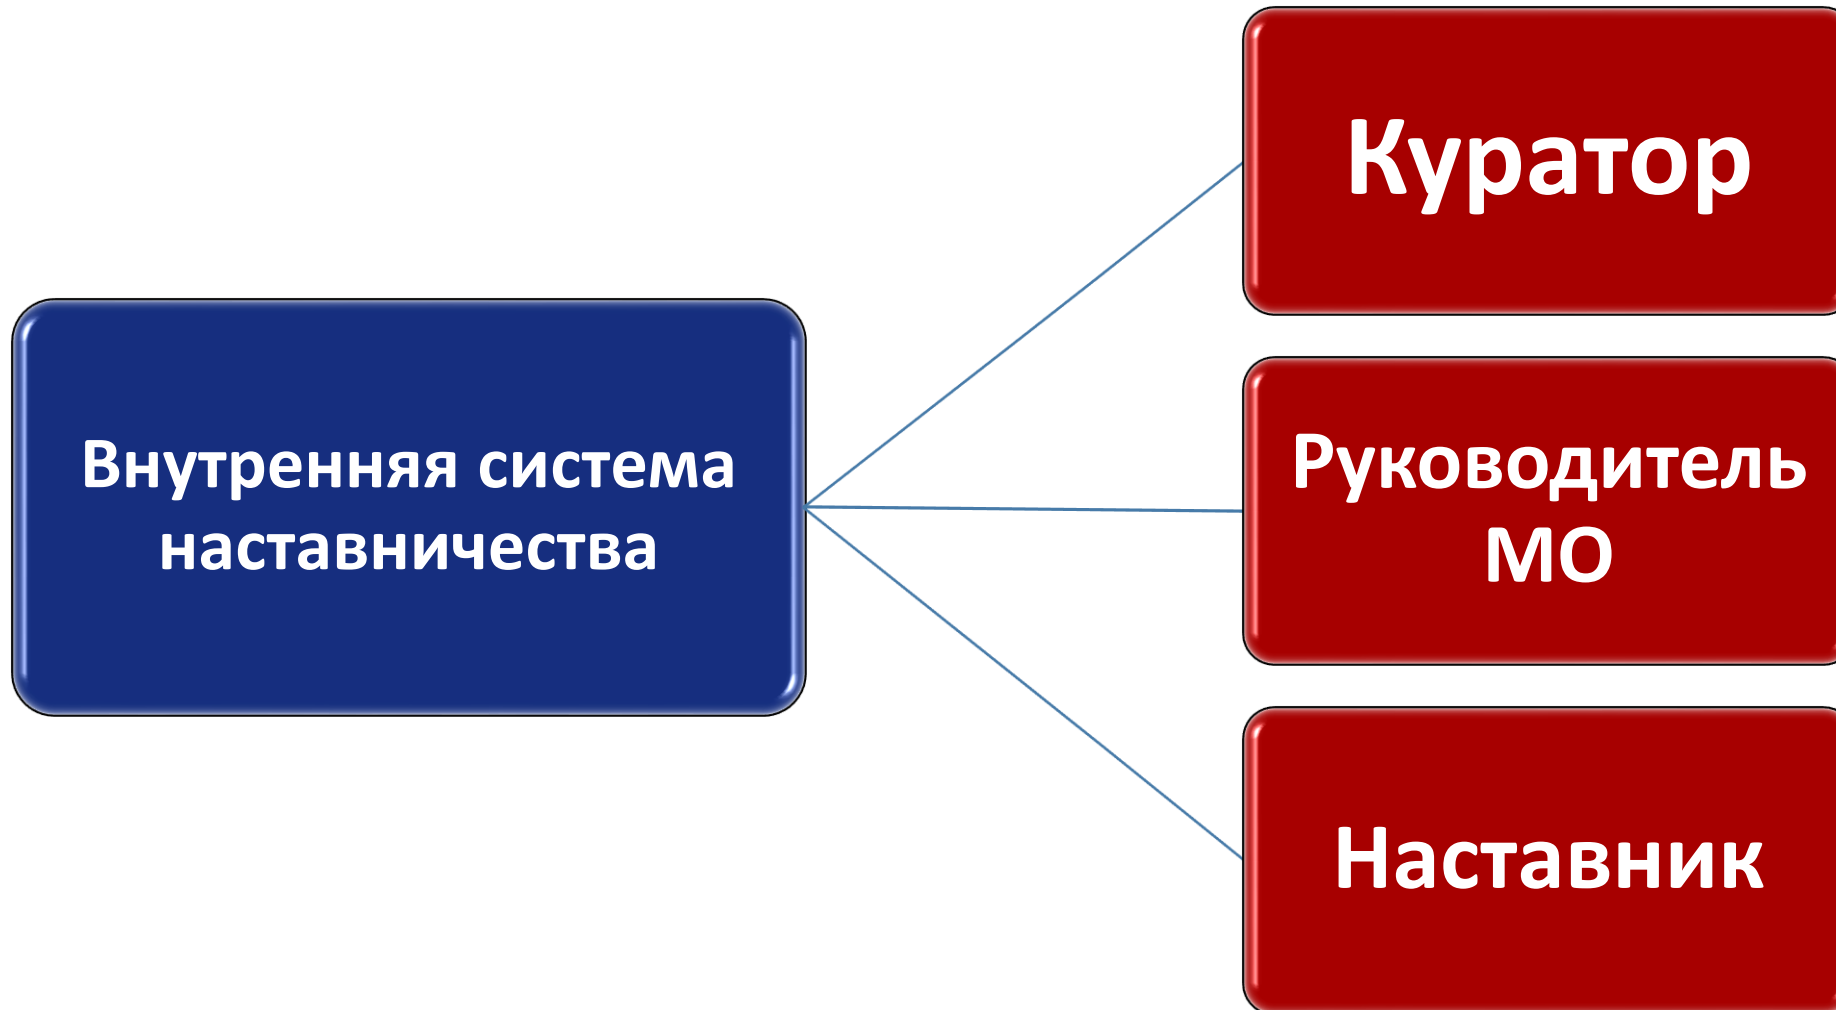 Куратор
Внутренняя система
наставничества
Руководитель
МО
Наставник